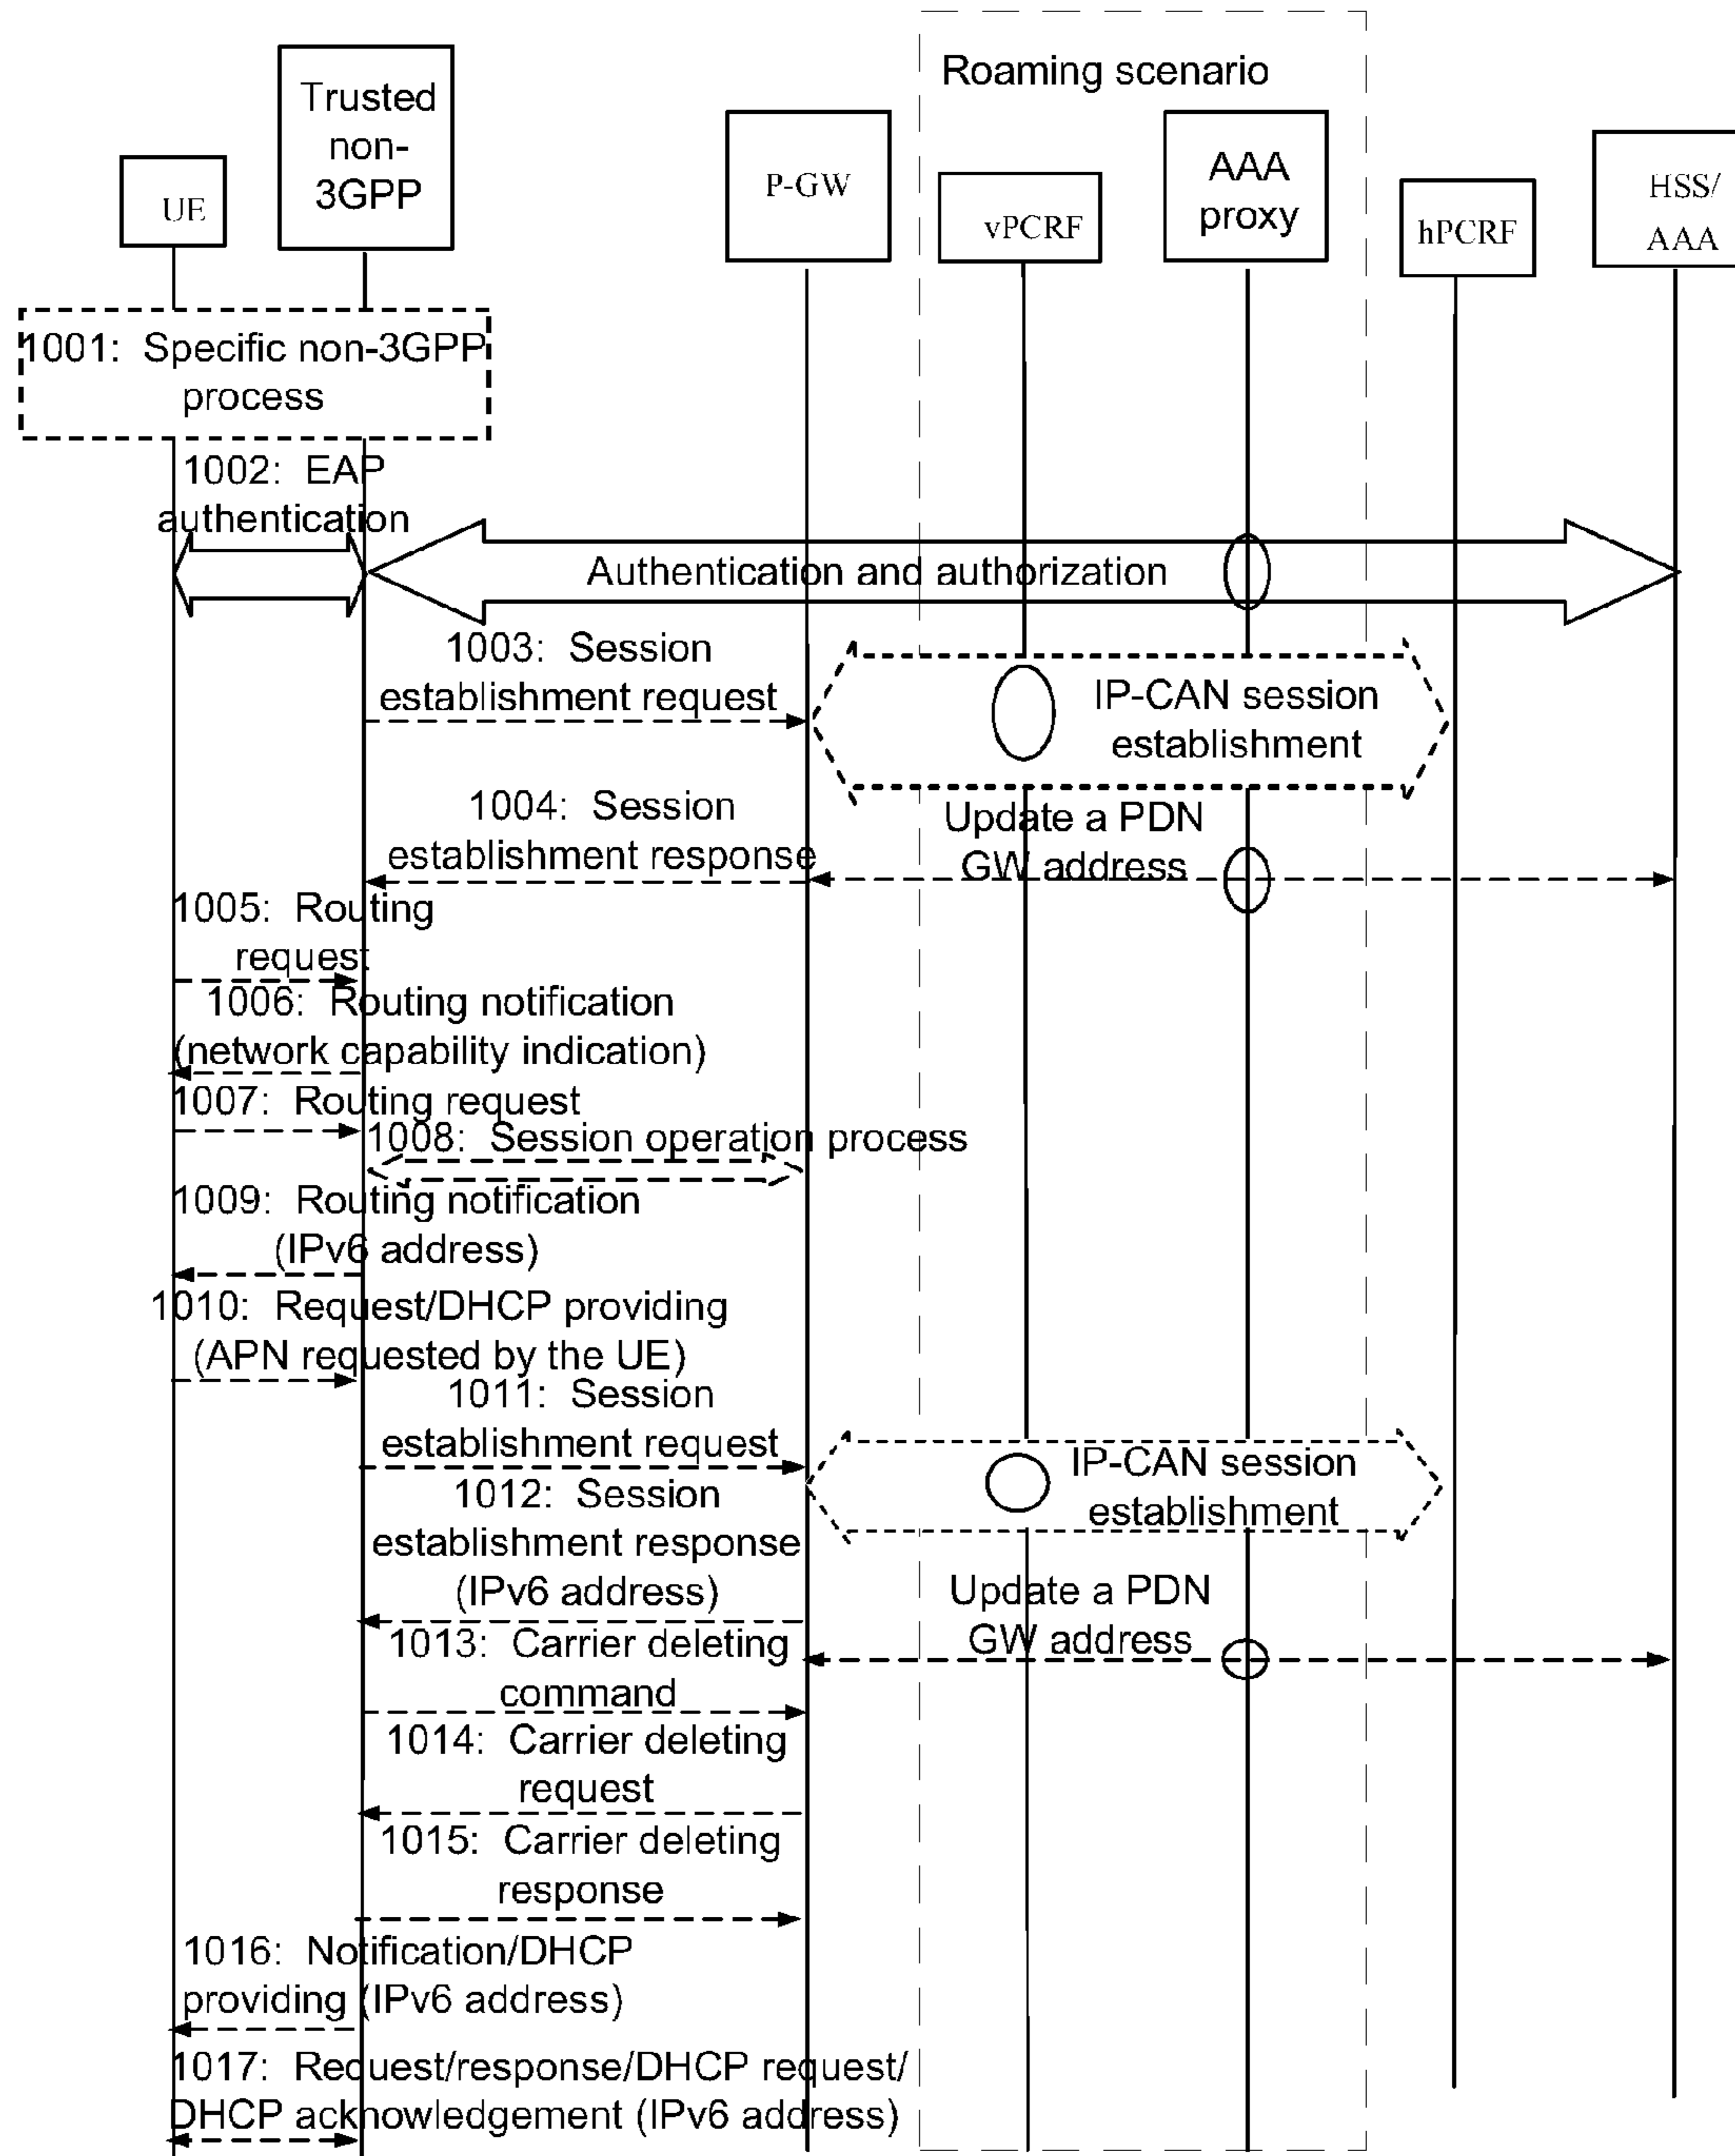 Roaming scenario
UE
Trusted
non-
3GPP
P-GW
vPCRF
AAA
proxy
hPCRF
HSS/
AAA
1001: Specific non-3GPP
process
1002: EAP
authentication
Authentication and authorization
1003: Session
establishment request
IP-CAN session
establishment
1004: Session
establishment response
Update a PDN
GW address
1005: Routing
request
1006: Routing notification
(network capability indication)
1007: Routing request
1008: Session operation process
1009: Routing notification
(IPv6 address)
1010: Request/DHCP providing
(APN requested by the UE)
1011: Session
establishment request
IP-CAN session
establishment
1012: Session
establishment response
(IPv6 address)
Update a PDN
GW address
1013: Carrier deleting
command
1014: Carrier deleting
request
1015: Carrier deleting
response
1016: Notification/DHCP
providing (IPv6 address)
1017: Request/response/DHCP request/
DHCP acknowledgement (IPv6 address)